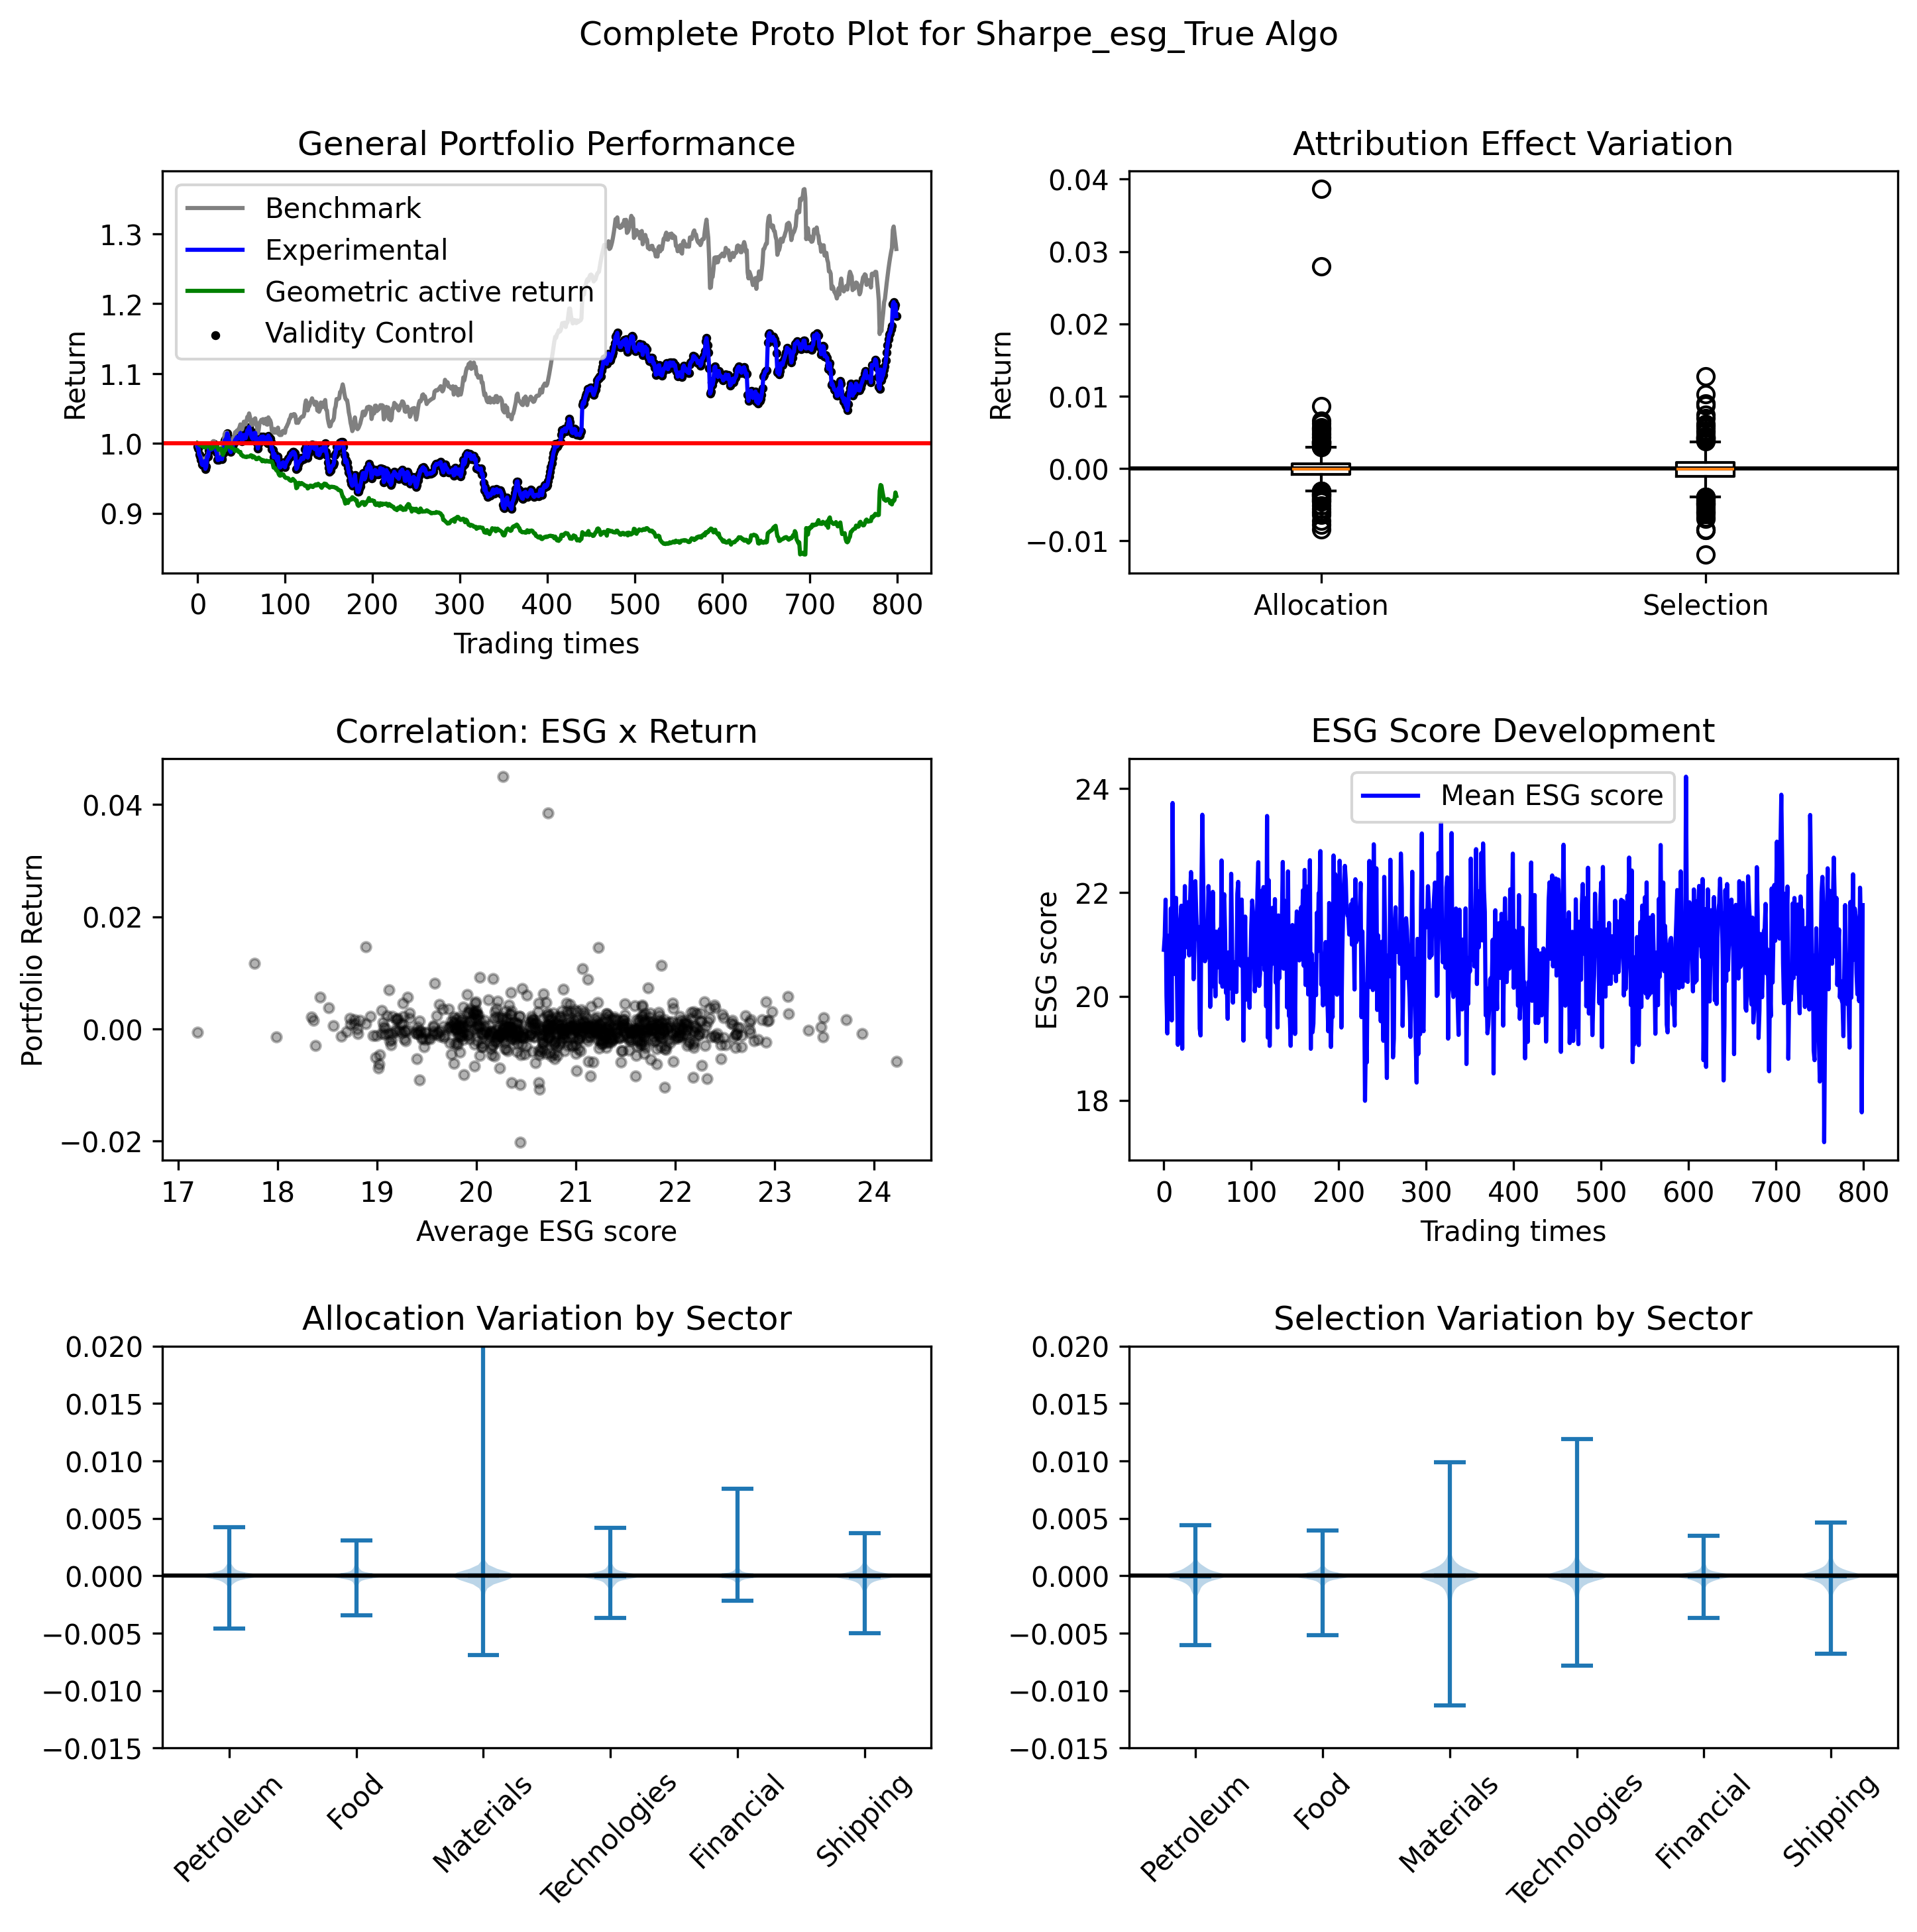 Complete Proto Plot for Sharpe_esg_True Algo
General Portfolio Performance
Benchmark
Experimental
Geometric active return
Validity Control
Return
1.3
1.2
1.1
1.0
0.9
0 100 200 300 400 500 600 700 800
Trading times
Attribution Effect Variation
Return
0.04
0.03
0.02
0.01
0.00
−0.01
Allocation Selection
Correlation: ESG x Return
Portfolio Return
0.04
0.02
0.00
−0.02
17 18 19 20 21 22 23 24
Average ESG score
ESG Score Development
Mean ESG score
ESG score
24
22
20
18
0 100 200 300 400 500 600 700 800
Trading times
Allocation Variation by Sector
0.020
0.015
0.010
0.005
0.000
−0.005
−0.010
−0.015
Petroleum
Food
Materials
Technologies
Financial
Shipping
Selection Variation by Sector
0.020
0.015
0.010
0.005
0.000
−0.005
−0.010
−0.015
Petroleum
Food
Materials
Technologies
Financial
Shipping